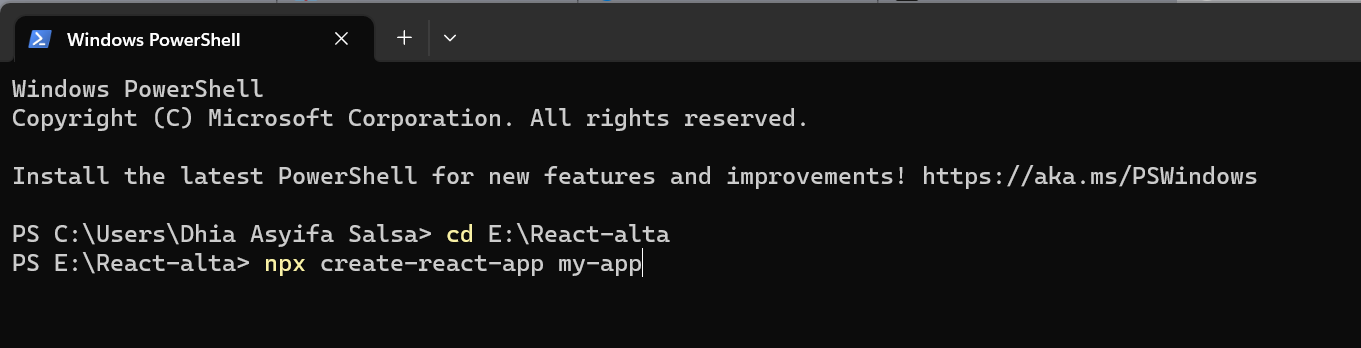 Windows PowerShell
Windows PowerShell
Copyright (C) Microsoft Corporation. All rights reserved.
Install the latest PowerShell for new features and improvements! https://aka.ms/PSWindows
PS C:\Users\Dhia Asyifa Salsa> cd E:\React-alta
PS E:\React-alta> npx create-react-app my-app